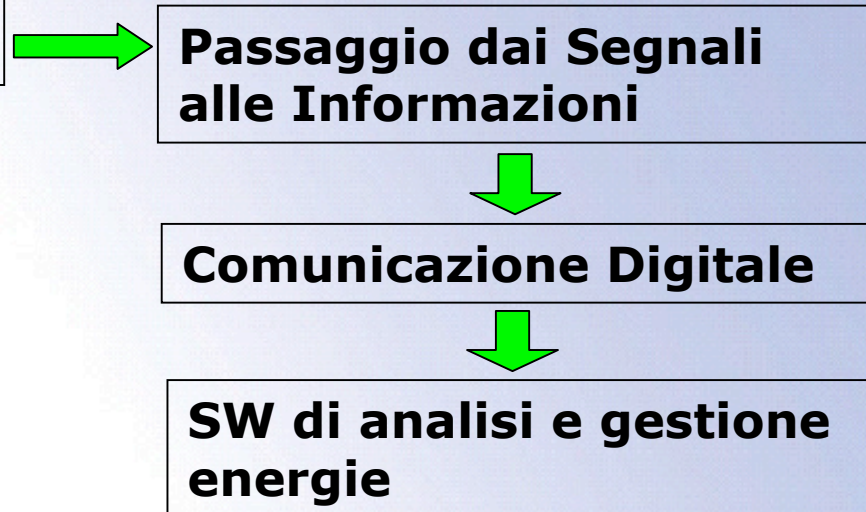 Passaggio dai Segnali
alle Informazioni
Comunicazione Digitale
SW di analisi e gestione
energie